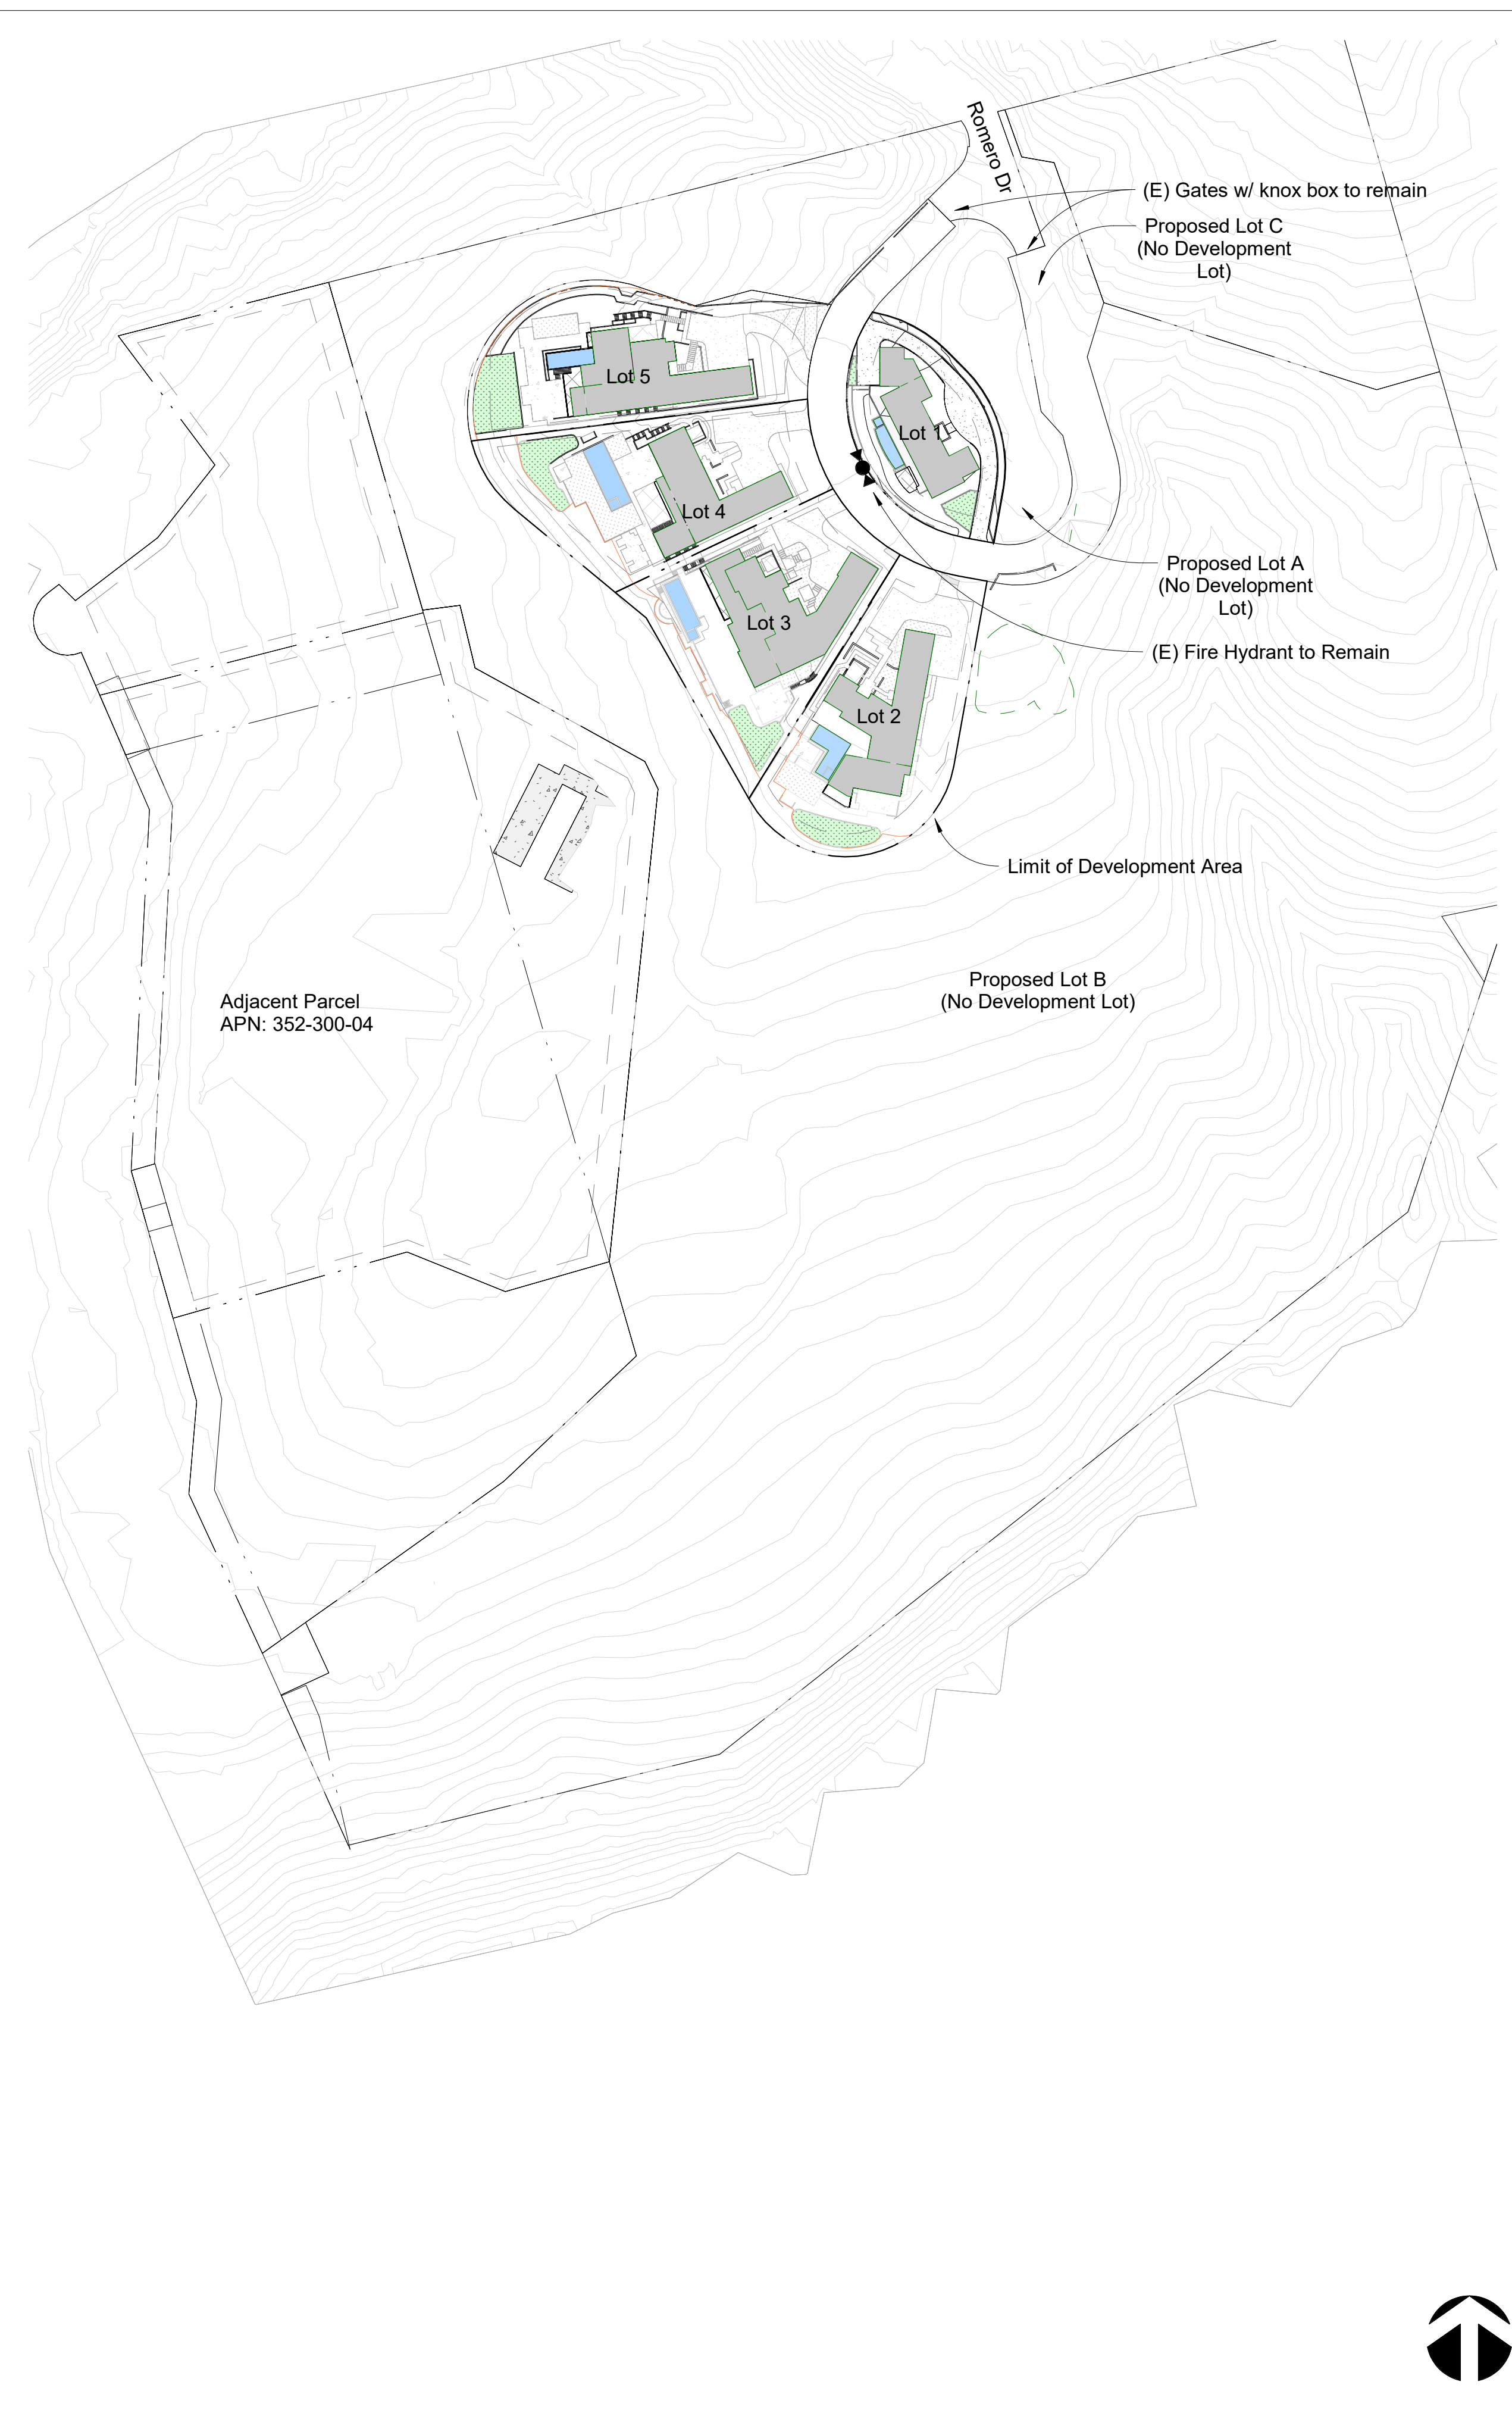 Romero Dr
(E) Gates w/ knox box to remain
Proposed Lot C
(No Development
Lot)
Lot 5
Lot 1
Lot 4
Proposed Lot A
(No Development
Lot)
Lot 3
(E) Fire Hydrant to Remain
Lot 2
Limit of Development Area
Proposed Lot B
(No Development Lot)
Adjacent Parcel
APN: 352-300-04